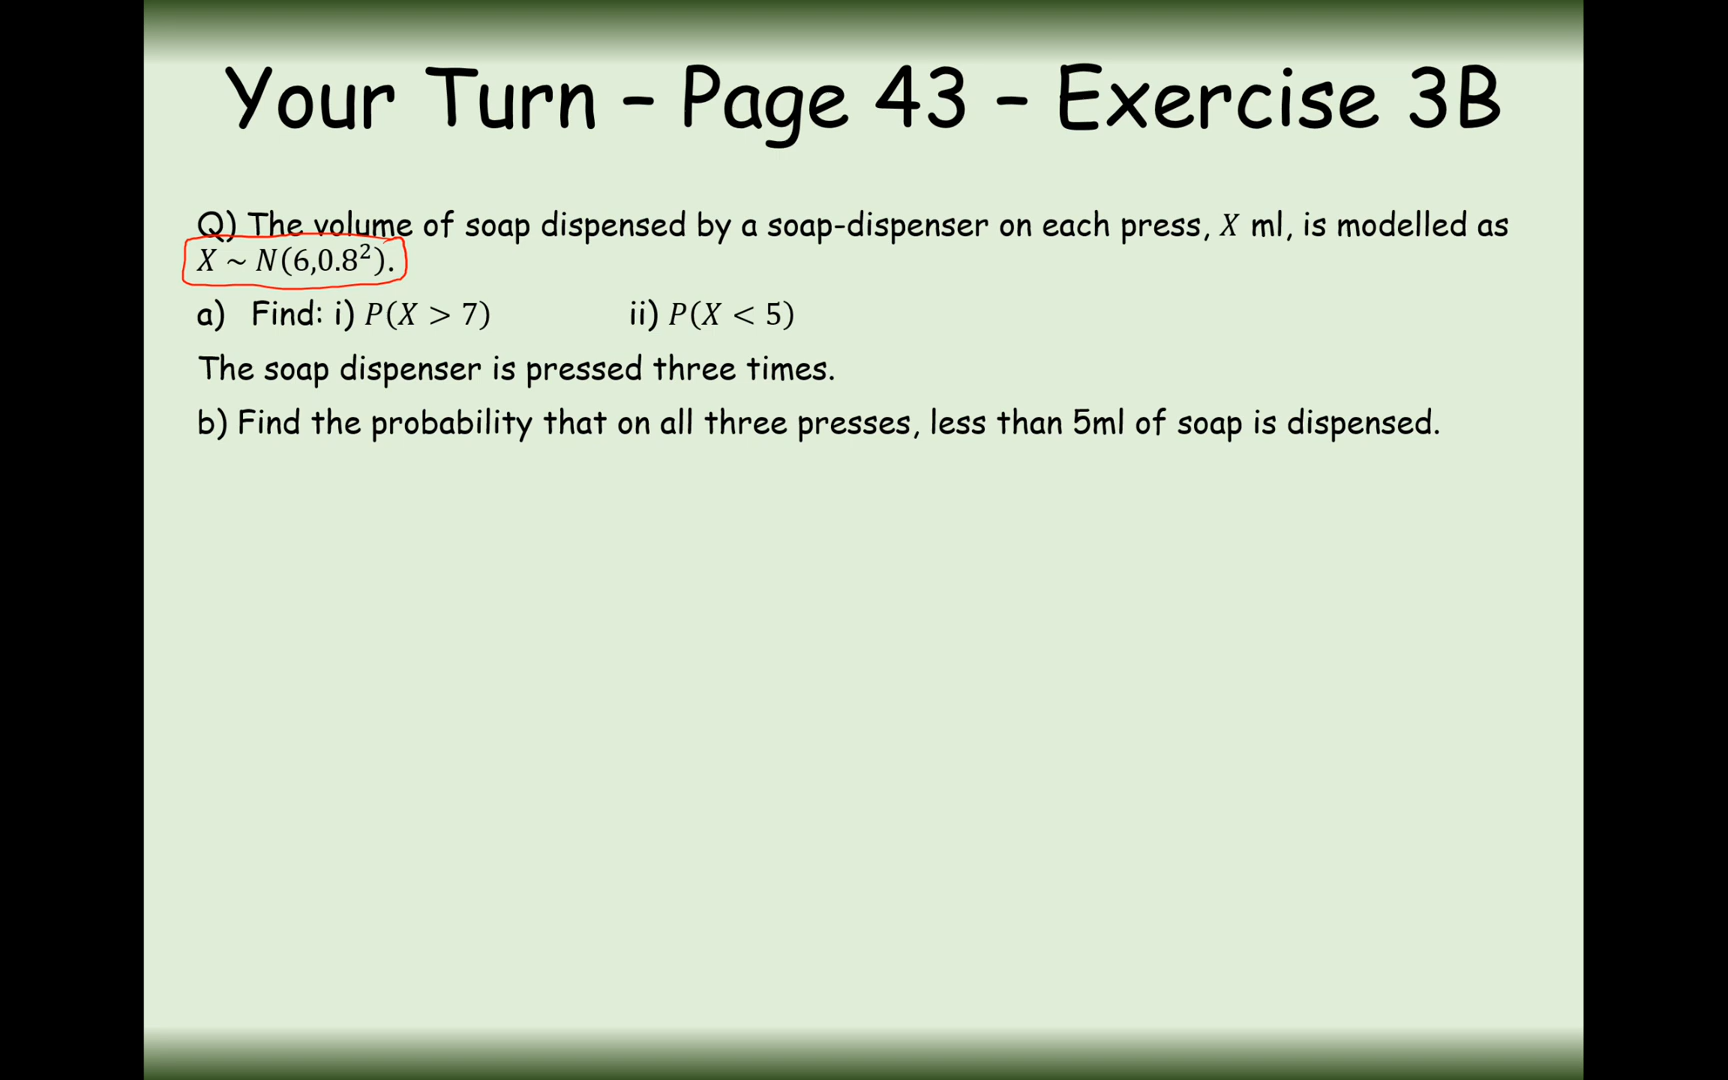 Your Turn – Page 43 – Exercise 3B
Q) The volume of soap dispensed by a soap-dispenser on each press, X ml, is modelled as
X ~ N(6,0.8²).
a) Find: i) P(X > 7) ii) P(X < 5)
The soap dispenser is pressed three times.
b) Find the probability that on all three presses, less than 5ml of soap is dispensed.